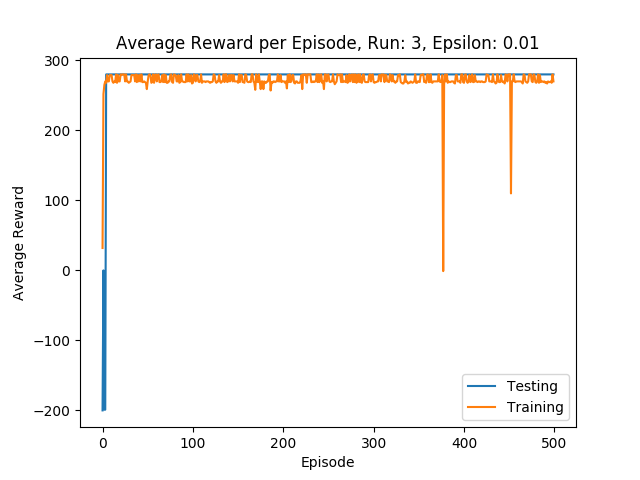 Average Reward per Episode, Run: 3, Epsilon: 0.01
300
200
100
0
−100
−200
Average Reward
0
100
200
300
400
500
Episode
Testing
Training